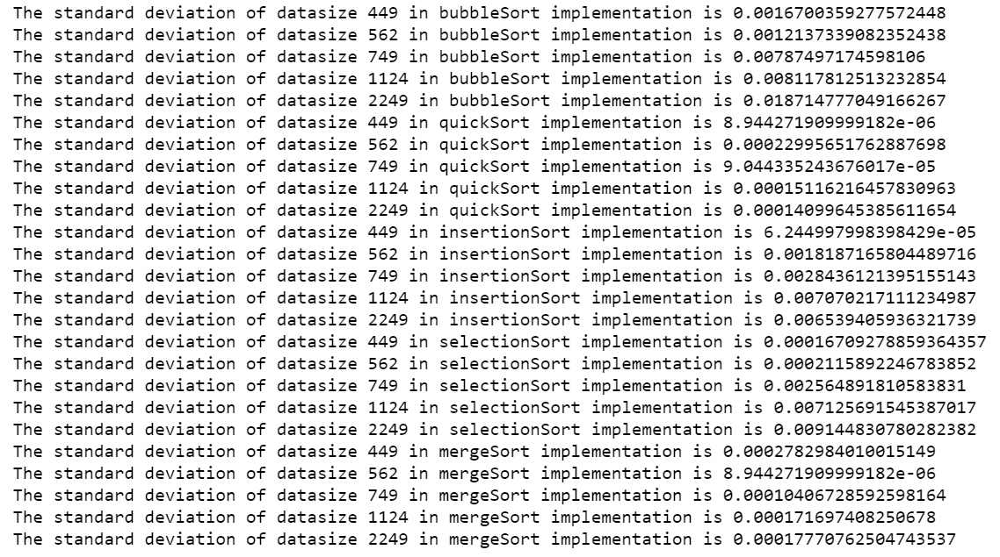 The standard deviation of datasize 449 in bubbleSort implementation is 0.0016700359277572448
The standard deviation of datasize 562 in bubbleSort implementation is 0.0012137339082352438
The standard deviation of datasize 749 in bubbleSort implementation is 0.00787497174598106
The standard deviation of datasize 1124 in bubbleSort implementation is 0.008117812513232854
The standard deviation of datasize 2249 in bubbleSort implementation is 0.018714777049166267
The standard deviation of datasize 449 in quickSort implementation is 8.944271909999182e-06
The standard deviation of datasize 562 in quickSort implementation is 0.00022995651762887698
The standard deviation of datasize 749 in quickSort implementation is 9.044335243676017e-05
The standard deviation of datasize 1124 in quickSort implementation is 0.00015116216457830963
The standard deviation of datasize 2249 in quickSort implementation is 0.00014099645385611654
The standard deviation of datasize 449 in insertionSort implementation is 6.244997998398429e-05
The standard deviation of datasize 562 in insertionSort implementation is 0.0018187165804489716
The standard deviation of datasize 749 in insertionSort implementation is 0.0028436121395155143
The standard deviation of datasize 1124 in insertionSort implementation is 0.007070217111234987
The standard deviation of datasize 2249 in insertionSort implementation is 0.006539405936321739
The standard deviation of datasize 449 in selectionSort implementation is 0.00016709278859364357
The standard deviation of datasize 562 in selectionSort implementation is 0.0002115892246783852
The standard deviation of datasize 749 in selectionSort implementation is 0.002564891810583831
The standard deviation of datasize 1124 in selectionSort implementation is 0.007125691545387017
The standard deviation of datasize 2249 in selectionSort implementation is 0.009144830780282382
The standard deviation of datasize 449 in mergeSort implementation is 0.0002782984010015149
The standard deviation of datasize 562 in mergeSort implementation is 8.944271909999182e-06
The standard deviation of datasize 749 in mergeSort implementation is 0.00010406728592598164
The standard deviation of datasize 1124 in mergeSort implementation is 0.000171697408250678
The standard deviation of datasize 2249 in mergeSort implementation is 0.00017770762504743537